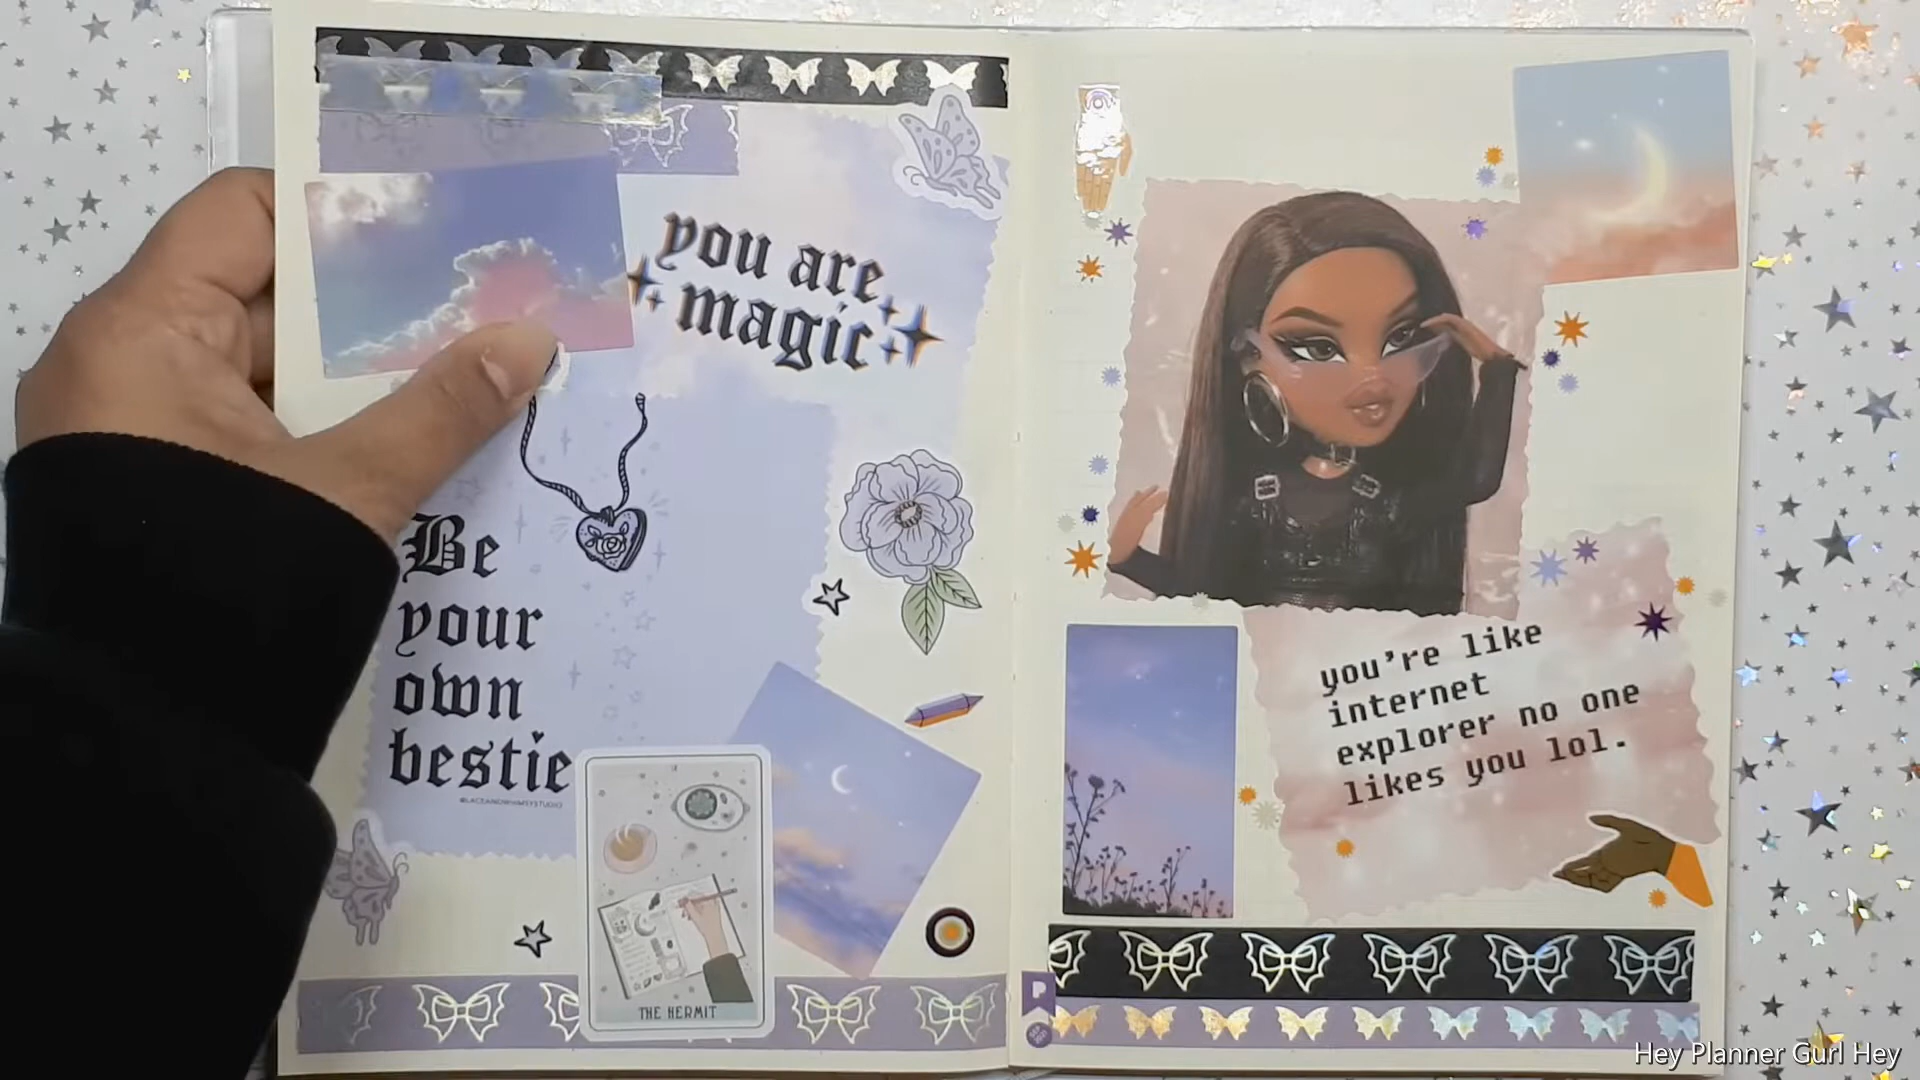 you are
magic
Be
your
own
bestie
@LACEANDWHIMSYSTUDIO
THE HERMIT
you're like
internet
explorer no one
likes you lol.
Hey Planner Gurl Hey